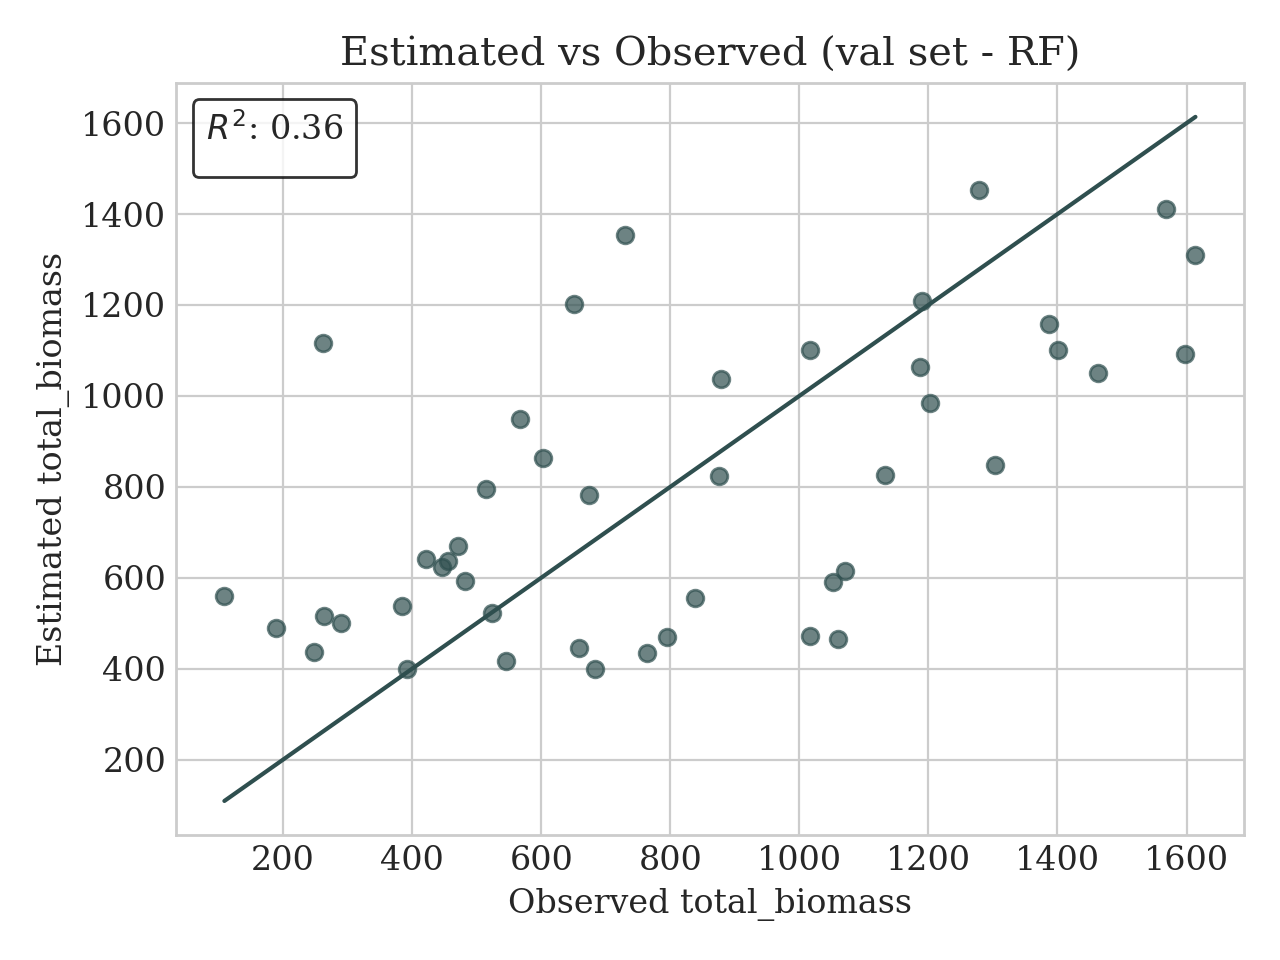 Estimated vs Observed (val set - RF)
R²: 0.36
1600
1400
1200
1000
800
600
400
200
Estimated total_biomass
200 400 600 800 1000 1200 1400 1600
Observed total_biomass